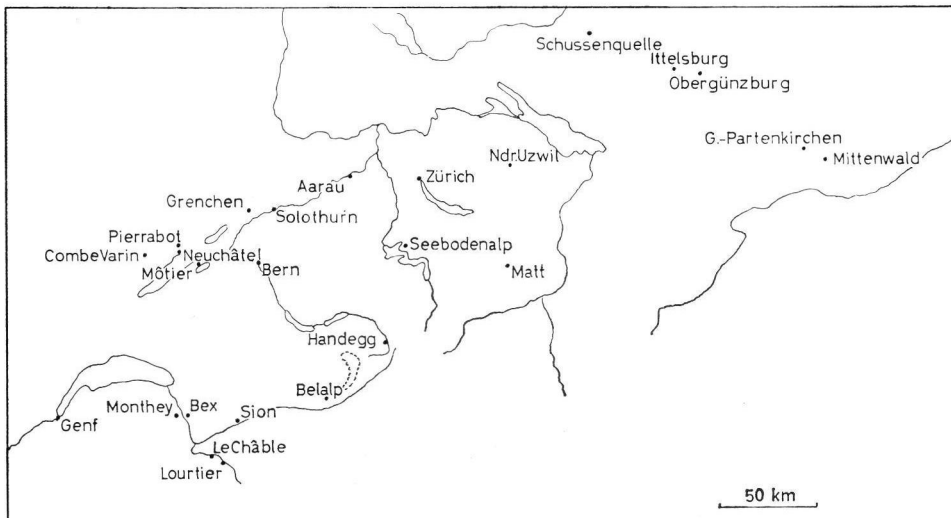 Schussenquelle
Ittelsburg
Obergünzburg
G.-Partenkirchen
Mittenwald
Ndr.Uzwil
Zürich
Aarau
Grenchen
Solothurn
Pierrabot
CombeVarin
Neuchâtel
Môtier
Bern
Seebodenalp
Matt
Handegg
Belalp
Monthey
Bex
Sion
Genf
LeChâble
Lourtier
50 km